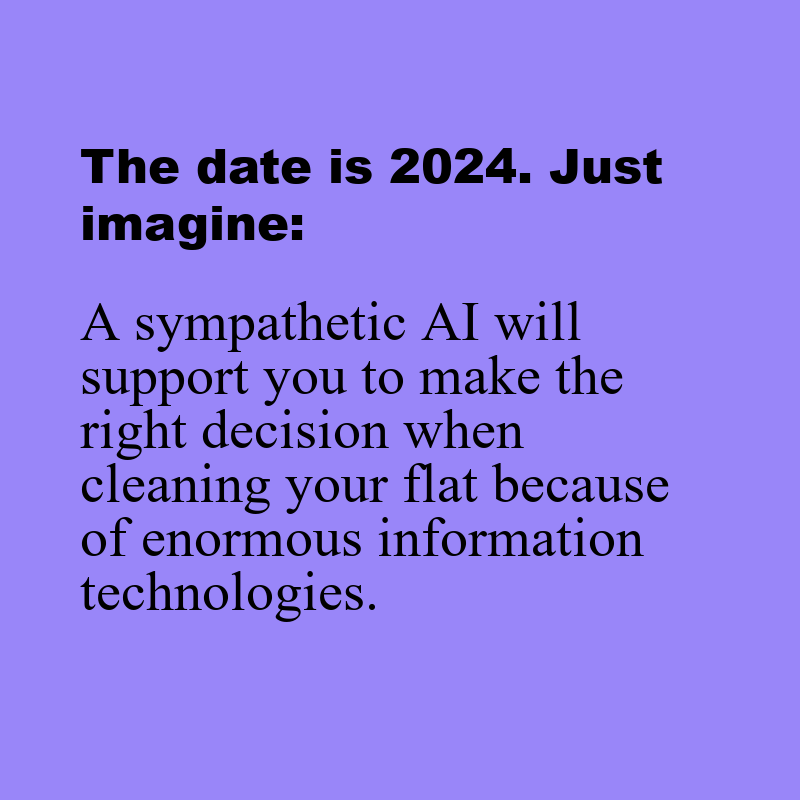 The date is 2024. Just
imagine:
A sympathetic AI will
support you to make the
right decision when
cleaning your flat because
of enormous information
technologies.